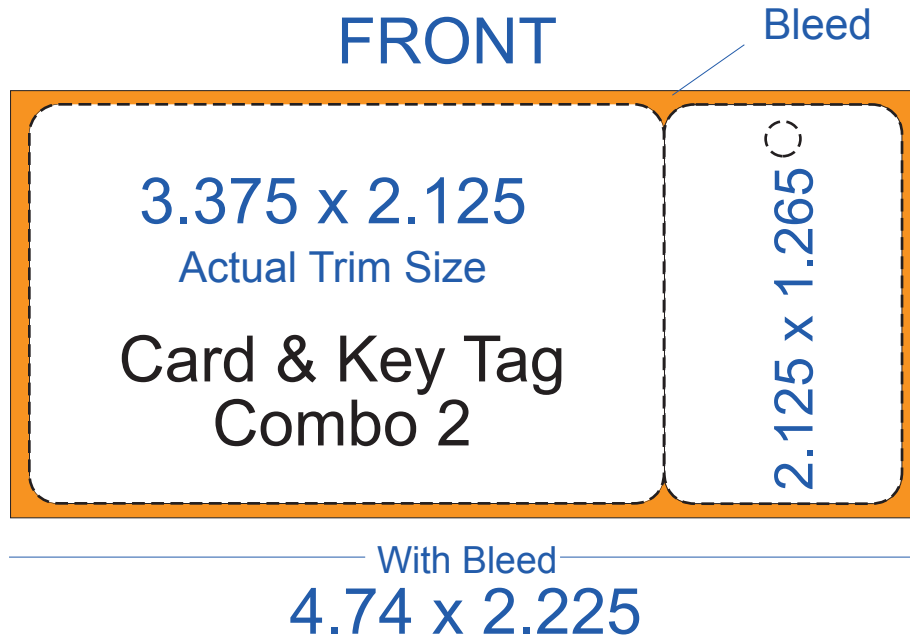 FRONT
Bleed
3.375 x 2.125
Actual Trim Size
Card & Key Tag
Combo 2
2.125 x 1.265
With Bleed
4.74 x 2.225